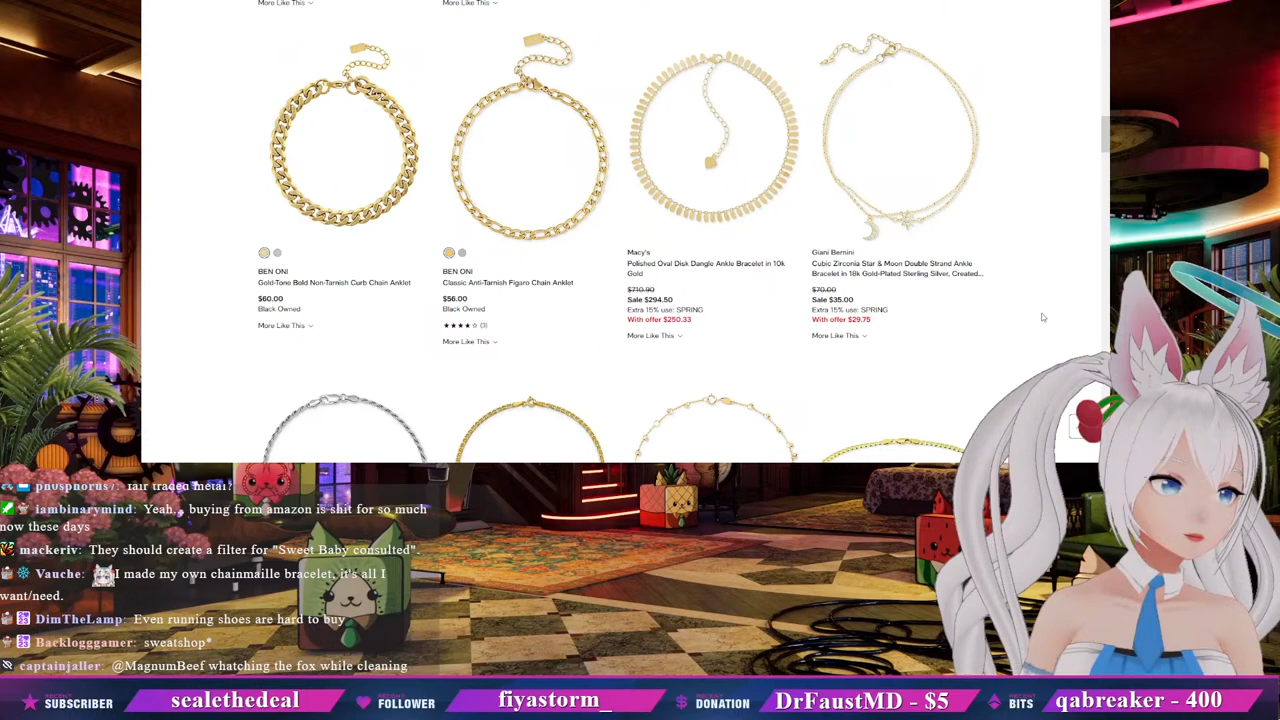 More Like This
More Like This
BEN ONI
Gold-Tone Bold Non-Tarnish Curb Chain Anklet
$60.00
Black Owned
More Like This
BEN ONI
Classic Anti-Tarnish Figaro Chain Anklet
$56.00
Black Owned
★★★★☆ (3)
More Like This
Macy's
Polished Oval Disk Dangle Ankle Bracelet in 10k
Gold
$710.90
Sale $294.50
Extra 15% use: SPRING
With offer $250.33
More Like This
Giani Bernini
Cubic Zirconia Star & Moon Double Strand Ankle
Bracelet in 18k Gold-Plated Sterling Silver, Created...
$70.00
Sale $35.00
Extra 15% use: SPRING
With offer $29.75
More Like This
fair traded metal?
iambinarymind: Yeah.. buying from amazon is shit for so much
now these days
mackeriv: They should create a filter for "Sweet Baby consulted".
Vauche: I made my own chainmaille bracelet, it's all I
want/need.
DimTheLamp: Even running shoes are hard to buy
Backlogggamer: sweatshop*
captainjaller: @MagnumBeef whatching the fox while cleaning
RECENT SUBSCRIBER sealethedeal
RECENT FOLLOWER fiyastorm_
RECENT DONATION DrFaustMD - $5
RECENT BITS qabreaker - 400